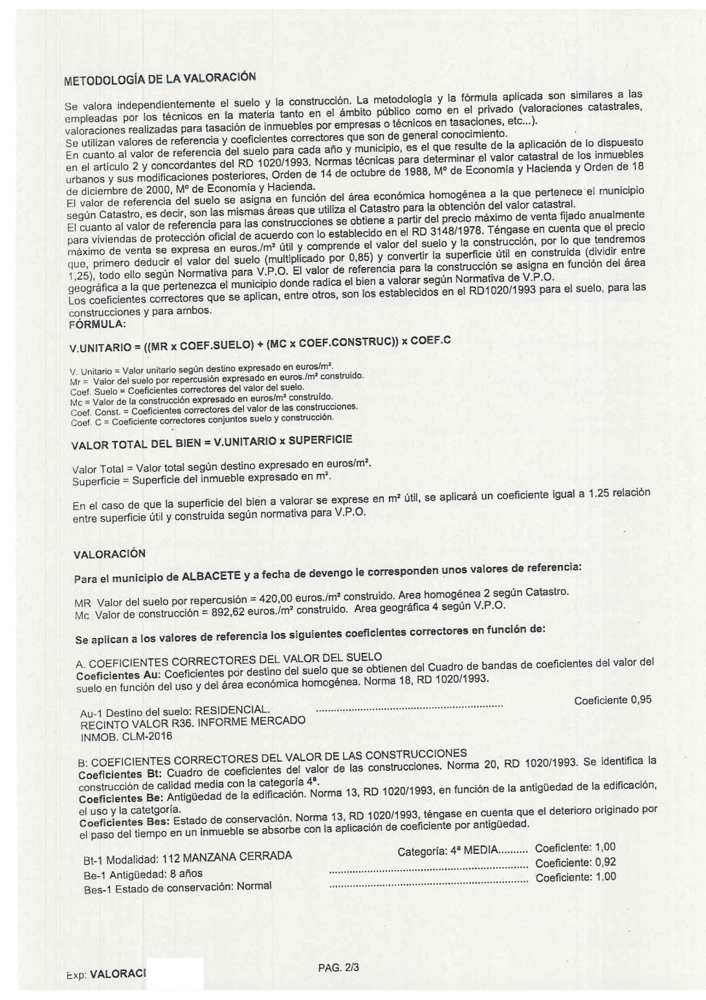 METODOLOGÍA DE LA VALORACIÓN
Se valora independientemente el suelo y la construcción. La metodología y la fórmula aplicada son similares a las
empleadas por los técnicos en la materia tanto en el ámbito público como en el privado (valoraciones catastrales,
valoraciones realizadas para tasación de inmuebles por empresas o técnicos en tasaciones, etc...).
Se utilizan valores de referencia y coeficientes correctores que son de general conocimiento.
En cuanto al valor de referencia del suelo para cada año y municipio, es el que resulte de la aplicación de lo dispuesto
en el artículo 2 y concordantes del RD 1020/1993. Normas técnicas para determinar el valor catastral de los inmuebles
urbanos y sus modificaciones posteriores, Orden de 14 de octubre de 1988, Mº de Economía y Hacienda y Orden de 18
de diciembre de 2000, Mº de Economía y Hacienda.
El valor de referencia del suelo se asigna en función del área económica homogénea a la que pertenece el municipio
según Catastro, es decir, son las mismas áreas que utiliza el Catastro para la obtención del valor catastral.
El cuanto al valor de referencia para las construcciones se obtiene a partir del precio máximo de venta fijado anualmente
para viviendas de protección oficial de acuerdo con lo establecido en el RD 3148/1978. Téngase en cuenta que el precio
máximo de venta se expresa en euros./m² útil y comprende el valor del suelo y la construcción, por lo que tendremos
que, primero deducir el valor del suelo (multiplicado por 0,85) y convertir la superficie útil en construida (dividir entre
1,25), todo ello según Normativa para V.P.O. El valor de referencia para la construcción se asigna en función del área
geográfica a la que pertenezca el municipio donde radica el bien a valorar según Normativa de V.P.O.
Los coeficientes correctores que se aplican, entre otros, son los establecidos en el RD1020/1993 para el suelo, para las
construcciones y para ambos.
FÓRMULA:
V.UNITARIO = ((MR x COEF.SUELO) + (MC x COEF.CONSTRUC)) x COEF.C
V. Unitario = Valor unitario según destino expresado en euros/m².
Mr = Valor del suelo por repercusión expresado en euros./m² construido.
Coef. Suelo = Coeficientes correctores del valor del suelo.
Mc = Valor de la construcción expresado en euros/m² construído.
Coef. Const. = Coeficientes correctores del valor de las construcciones.
Coef. C = Coeficiente correctores conjuntos suelo y construcción.
VALOR TOTAL DEL BIEN = V.UNITARIO x SUPERFICIE
Valor Total = Valor total según destino expresado en euros/m².
Superficie = Superficie del inmueble expresado en m².
En el caso de que la superficie del bien a valorar se exprese en m² útil, se aplicará un coeficiente igual a 1.25 relación
entre superficie útil y construida según normativa para V.P.O.
VALORACIÓN
Para el municipio de ALBACETE y a fecha de devengo le corresponden unos valores de referencia:
MR Valor del suelo por repercusión = 420,00 euros./m² construido. Area homogénea 2 según Catastro.
Mc Valor de construcción = 892,62 euros./m² construido. Area geográfica 4 según V.P.O.
Se aplican a los valores de referencia los siguientes coeficientes correctores en función de:
A. COEFICIENTES CORRECTORES DEL VALOR DEL SUELO
Coeficientes Au: Coeficientes por destino del suelo que se obtienen del Cuadro de bandas de coeficientes del valor del
suelo en función del uso y del área económica homogénea. Norma 18, RD 1020/1993.
Au-1 Destino del suelo: RESIDENCIAL. ................................................................ Coeficiente 0,95
RECINTO VALOR R36. INFORME MERCADO
INMOB. CLM-2016
B: COEFICIENTES CORRECTORES DEL VALOR DE LAS CONSTRUCCIONES
Coeficientes Bt: Cuadro de coeficientes del valor de las construcciones. Norma 20, RD 1020/1993. Se identifica la
construcción de calidad media con la categoría 4ª.
Coeficientes Be: Antigüedad de la edificación. Norma 13, RD 1020/1993, en función de la antigüedad de la edificación,
el uso y la catetgoría.
Coeficientes Bes: Estado de conservación. Norma 13, RD 1020/1993, téngase en cuenta que el deterioro originado por
el paso del tiempo en un inmueble se absorbe con la aplicación de coeficiente por antigüedad.
Bt-1 Modalidad: 112 MANZANA CERRADA Categoría: 4ª MEDIA.......... Coeficiente: 1,00
Be-1 Antigüedad: 8 años ................................................................ Coeficiente: 0,92
Bes-1 Estado de conservación: Normal ................................................................ Coeficiente: 1,00
Exp: VALORACI
PAG. 2/3